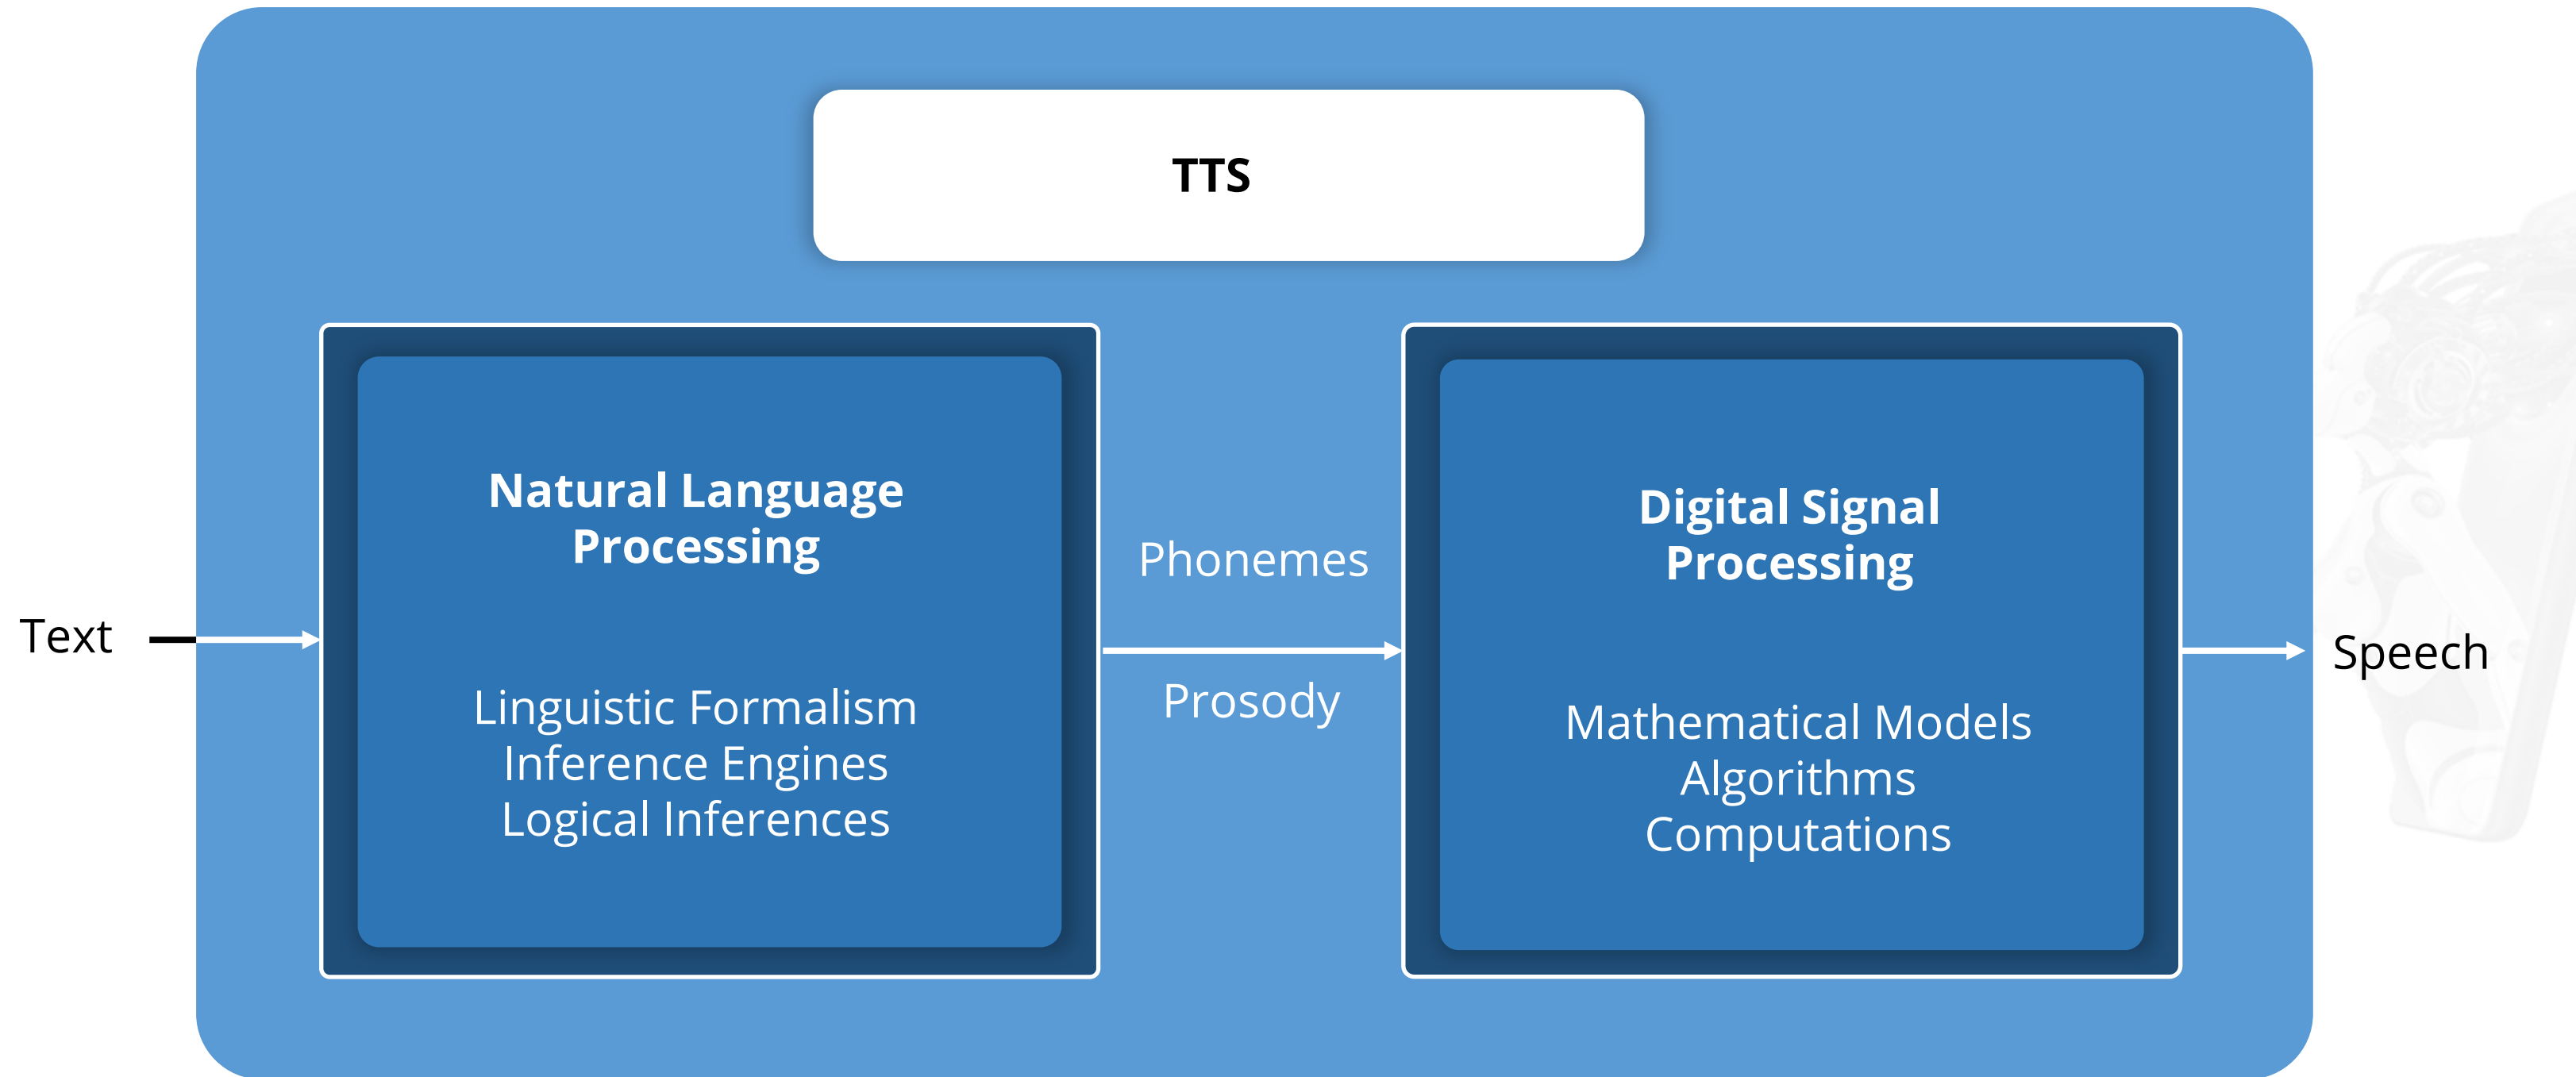 TTS
Text
Natural Language
Processing
Linguistic Formalism
Inference Engines
Logical Inferences
Phonemes
Prosody
Digital Signal
Processing
Mathematical Models
Algorithms
Computations
Speech